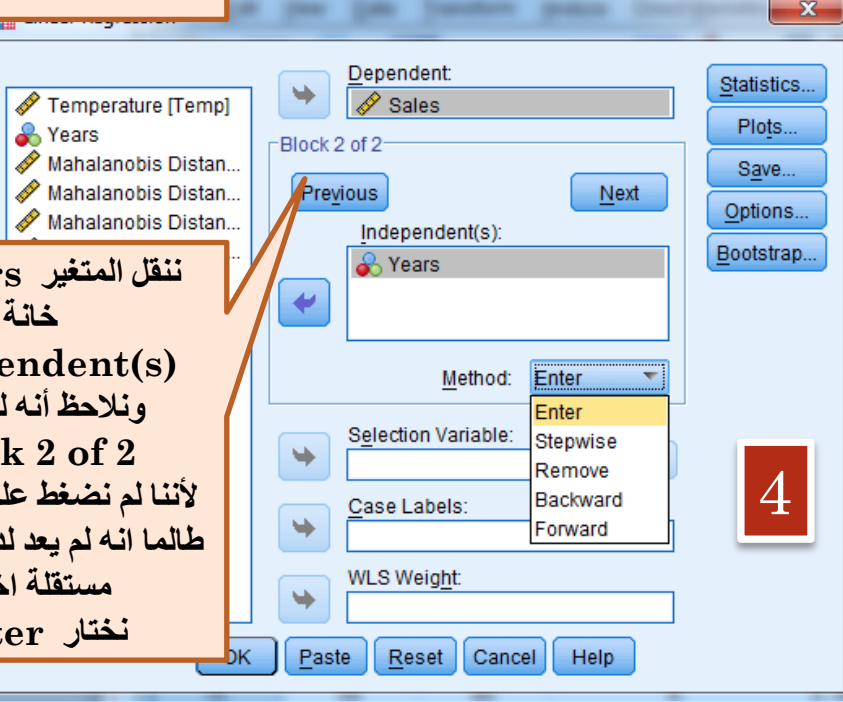 Temperature [Temp]
Years
Mahalanobis Distan...
Mahalanobis Distan...
Mahalanobis Distan...
Dependent:
Sales
Block 2 of 2
Previous
Next
Independent(s):
Years
Method:
Enter
Enter
Stepwise
Remove
Backward
Forward
Selection Variable:
Case Labels:
WLS Weight:
Statistics...
Plots...
Save...
Options...
Bootstrap...
ننقل المتغير
خانة
endent(s)
ونلاحظ أنه
k 2 of 2
لأننا لم نضغط
طالما انه لم يعد
مستقلة
نختار
4
OK
Paste
Reset
Cancel
Help